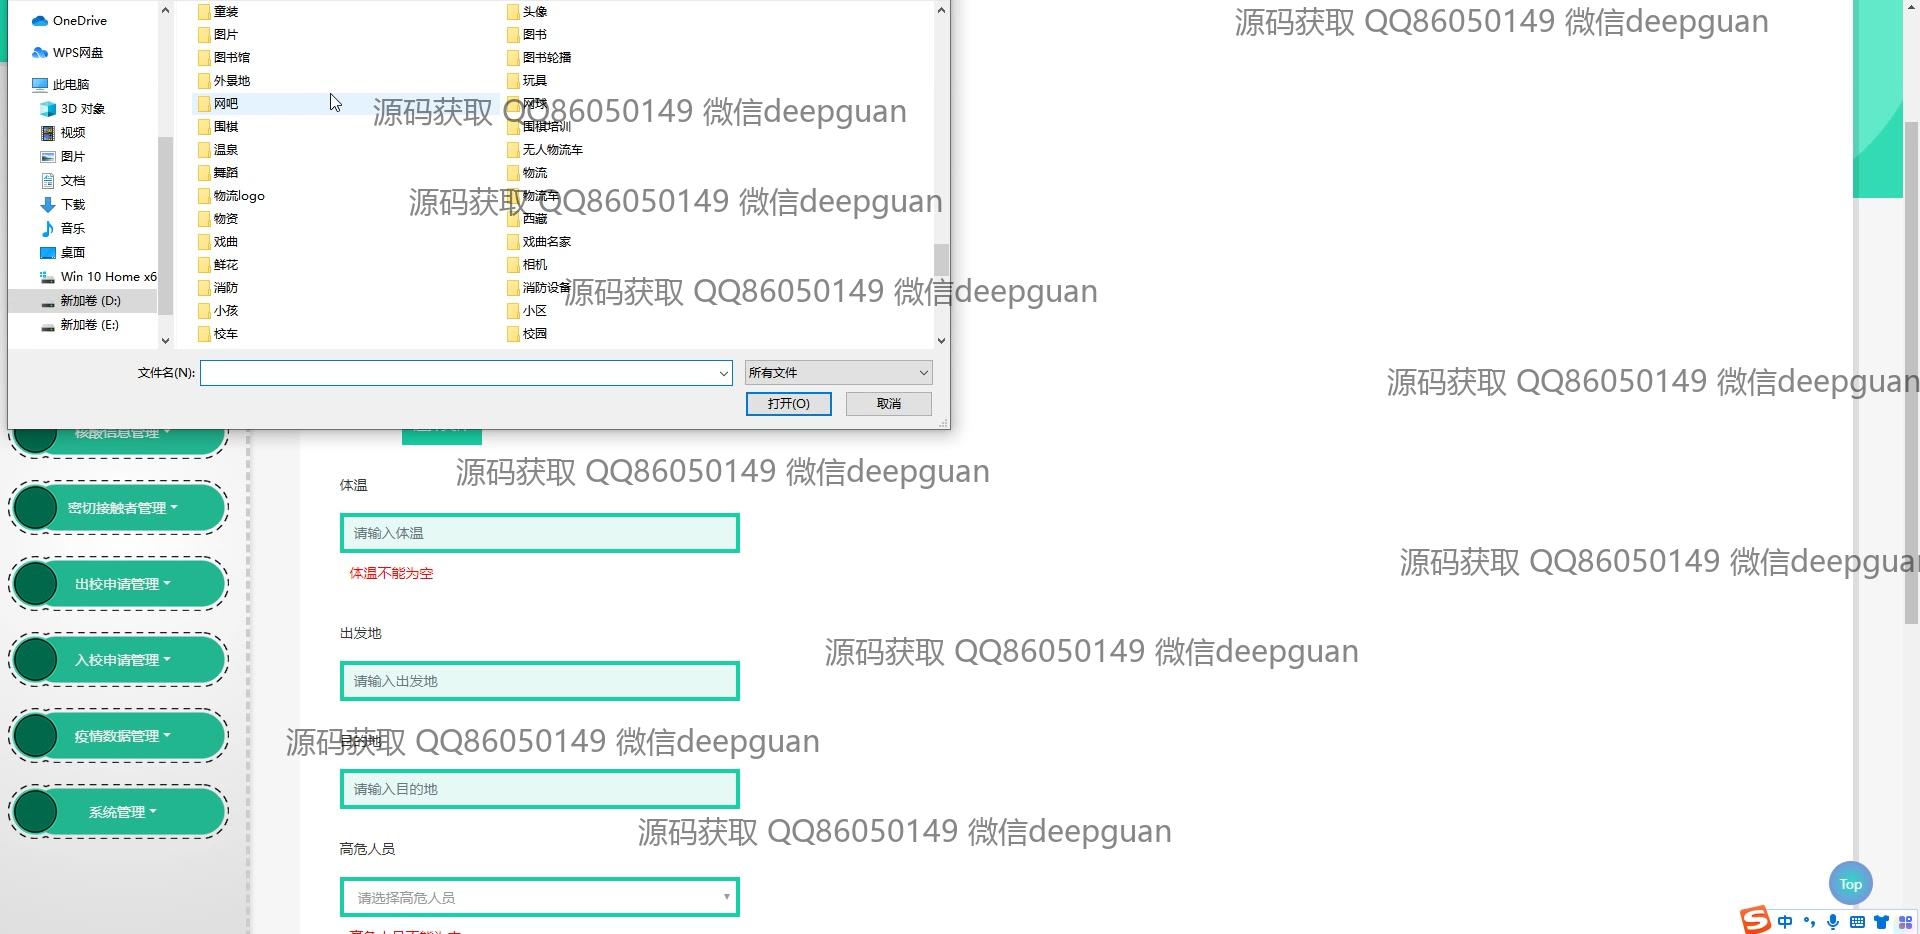 OneDrive
WPS网盘
此电脑
3D 对象
视频
图片
文档
下载
音乐
桌面
Win 10 Home x6
新加卷 (D:)
新加卷 (E:)
童装
头像
图片
图书
图书馆
图书轮播
外景地
玩具
网吧
网球
围棋
围棋培训
温泉
无人物流车
舞蹈
物流
物流logo
物流车
物资
西藏
戏曲
戏曲名家
鲜花
相机
消防
消防设备
小孩
小区
校车
校园
文件名(N):
所有文件
打开(O)
取消
源码获取 QQ86050149 微信deepguan
源码获取 QQ86050149 微信deepguan
源码获取 QQ86050149 微信deepguan
源码获取 QQ86050149 微信deepguan
源码获取 QQ86050149 微信deepguan
源码获取 QQ86050149 微信deepguan
源码获取 QQ86050149 微信deepguan
源码获取 QQ86050149 微信deepguan
源码获取 QQ86050149 微信deepguan
源码获取 QQ86050149 微信deepguan
核酸信息管理
密切接触者管理
出校申请管理
入校申请管理
疫情数据管理
系统管理
体温
请输入体温
体温不能为空
出发地
请输入出发地
目的地
请输入目的地
高危人员
请选择高危人员
高危人员不能为空
Top
中